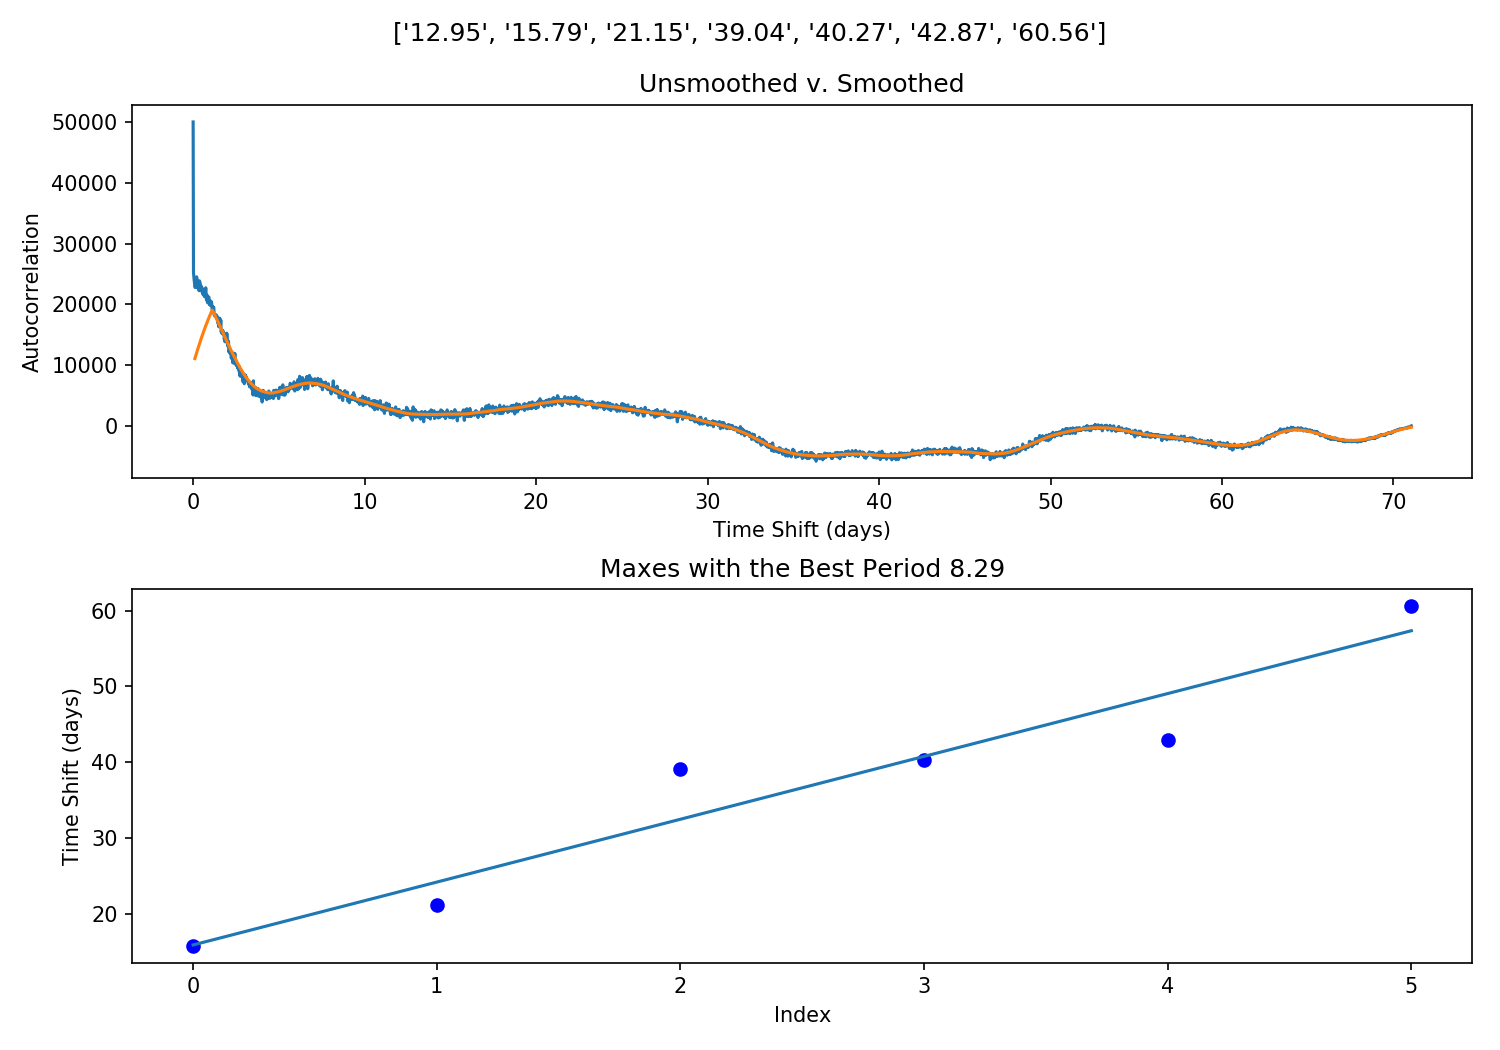 ['12.95', '15.79', '21.15', '39.04', '40.27', '42.87', '60.56']
Unsmoothed v. Smoothed
50000
40000
30000
20000
10000
0
Autocorrelation
0 10 20 30 40 50 60 70
Time Shift (days)
Maxes with the Best Period 8.29
60
50
40
30
20
Time Shift (days)
0 1 2 3 4 5
Index